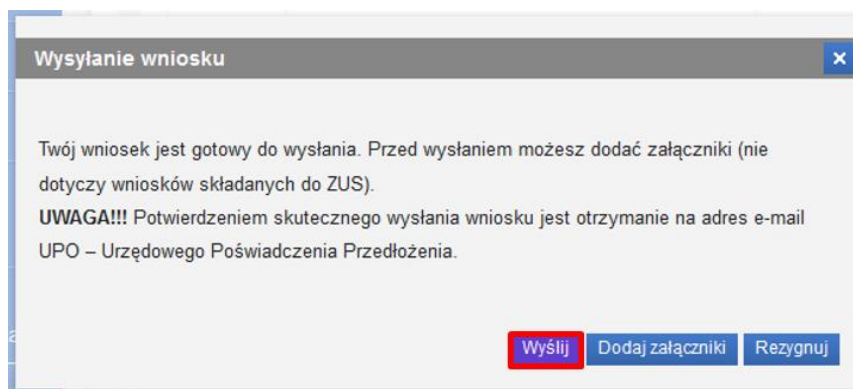 Wysyłanie wniosku
Twój wniosek jest gotowy do wysłania. Przed wysłaniem możesz dodać załączniki (nie
dotyczy wniosków składanych do ZUS).
UWAGA!!! Potwierdzeniem skutecznego wysłania wniosku jest otrzymanie na adres e-mail
UPO – Urzędowego Poświadczenia Przedłożenia.
Wyślij Dodaj załączniki Rezygnuj